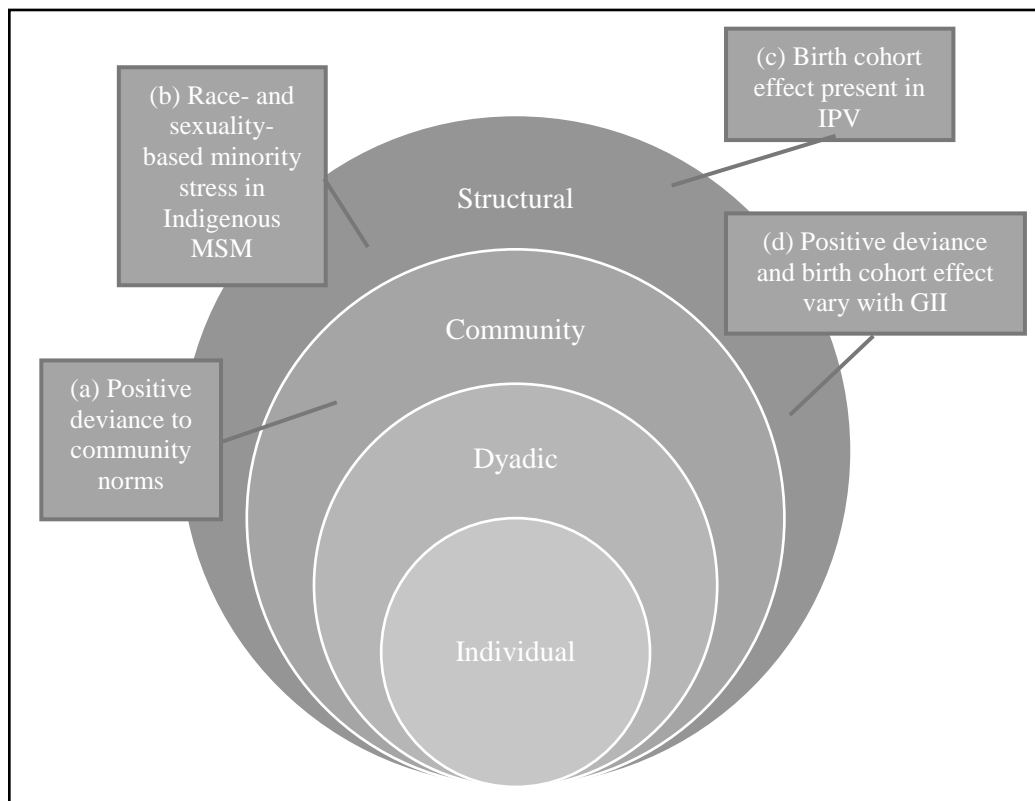 (c) Birth cohort
effect present in
IPV
(b) Race- and
sexuality-
based minority
stress in
Indigenous
MSM
Structural
(d) Positive deviance
and birth cohort effect
vary with GII
Community
(a) Positive
deviance to
community
norms
Dyadic
Individual